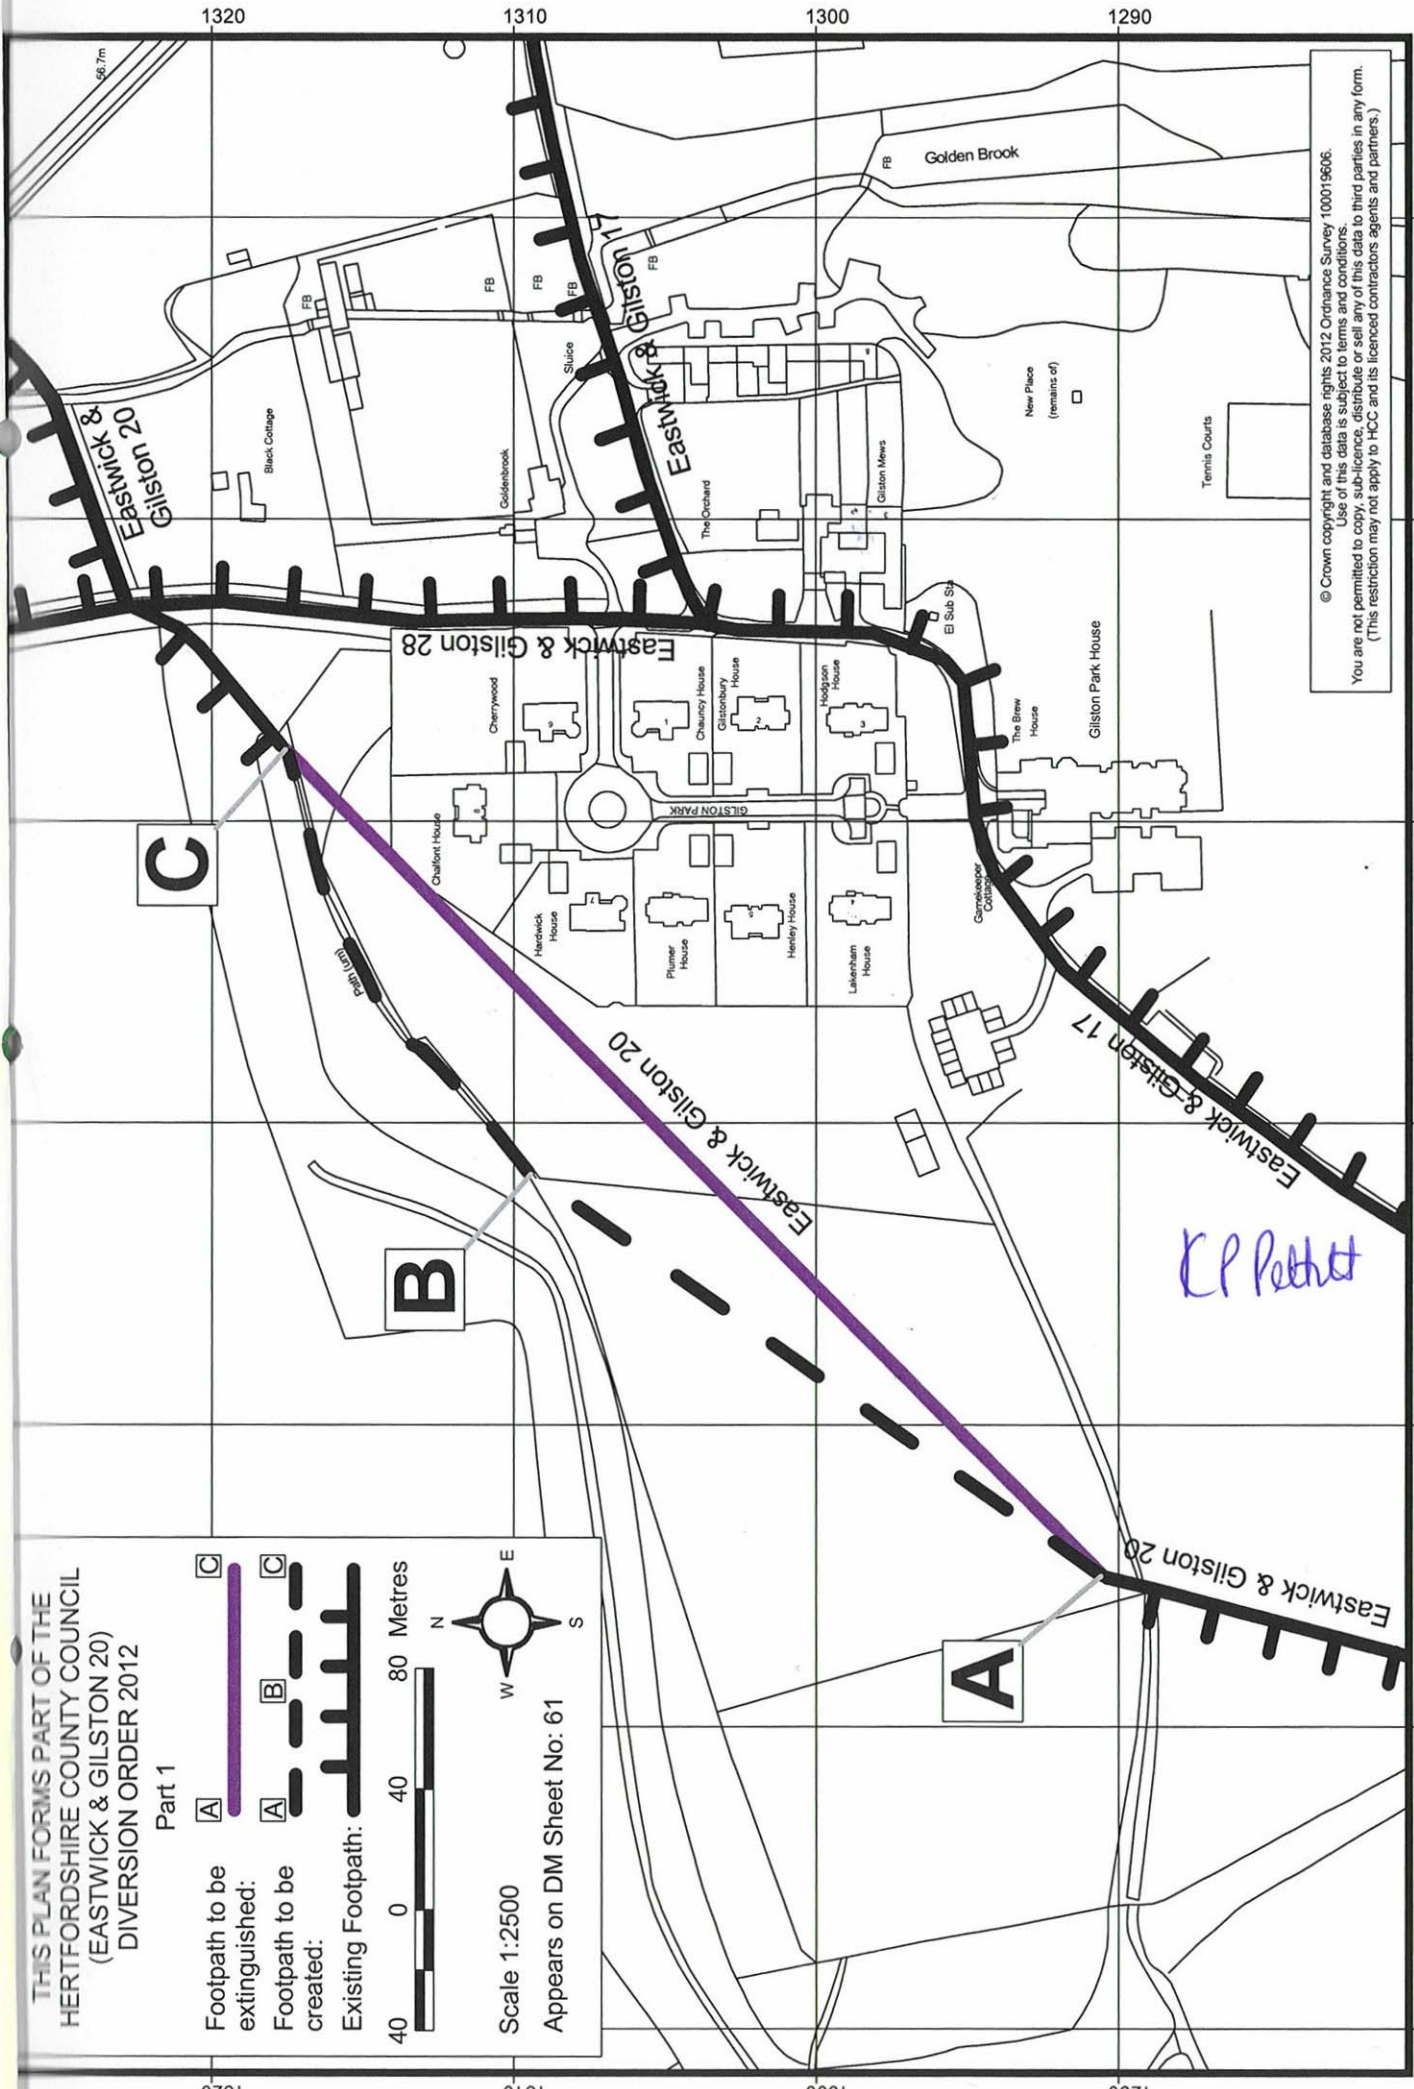 THIS PLAN FORMS PART OF THE
HERTFORDSHIRE COUNTY COUNCIL
(EASTWICK & GILSTON 20)
DIVERSION ORDER 2012
Part 1
Footpath to be
extinguished:
A
C
Footpath to be
created:
A
B
C
Existing Footpath:
40
0
40
80
Metres
Scale 1:2500
Appears on DM Sheet No: 61
N
E
S
W
1320
1310
1300
1290
56.7m
A
B
C
Eastwick &
Gilston 20
Eastwick & Gilston 28
Eastwick & Gilston 17
Eastwick & Gilston 20
Eastwick & Gilston 17
Eastwick & Gilston 20
Path (um)
Black Cottage
Goldenbrook
Sluice
FB
FB
FB
FB
FB
FB
Golden Brook
The Orchard
Gilston Mews
El Sub Sta
New Place
(remains of)
Tennis Courts
Cherrywood
Chauncy House
Gilstonbury
House
Hodgson
House
The Brew
House
Gilston Park House
GILSTON PARK
Chalfont House
Hardwick
House
Plumer
House
Henley House
Lakenham
House
Gamekeeper
Cottage
1
2
3
K P Pettitt
© Crown copyright and database rights 2012 Ordnance Survey 100019606.
Use of this data is subject to terms and conditions.
You are not permitted to copy, sub-licence, distribute or sell any of this data to third parties in any form.
(This restriction may not apply to HCC and its licenced contractors agents and partners.)